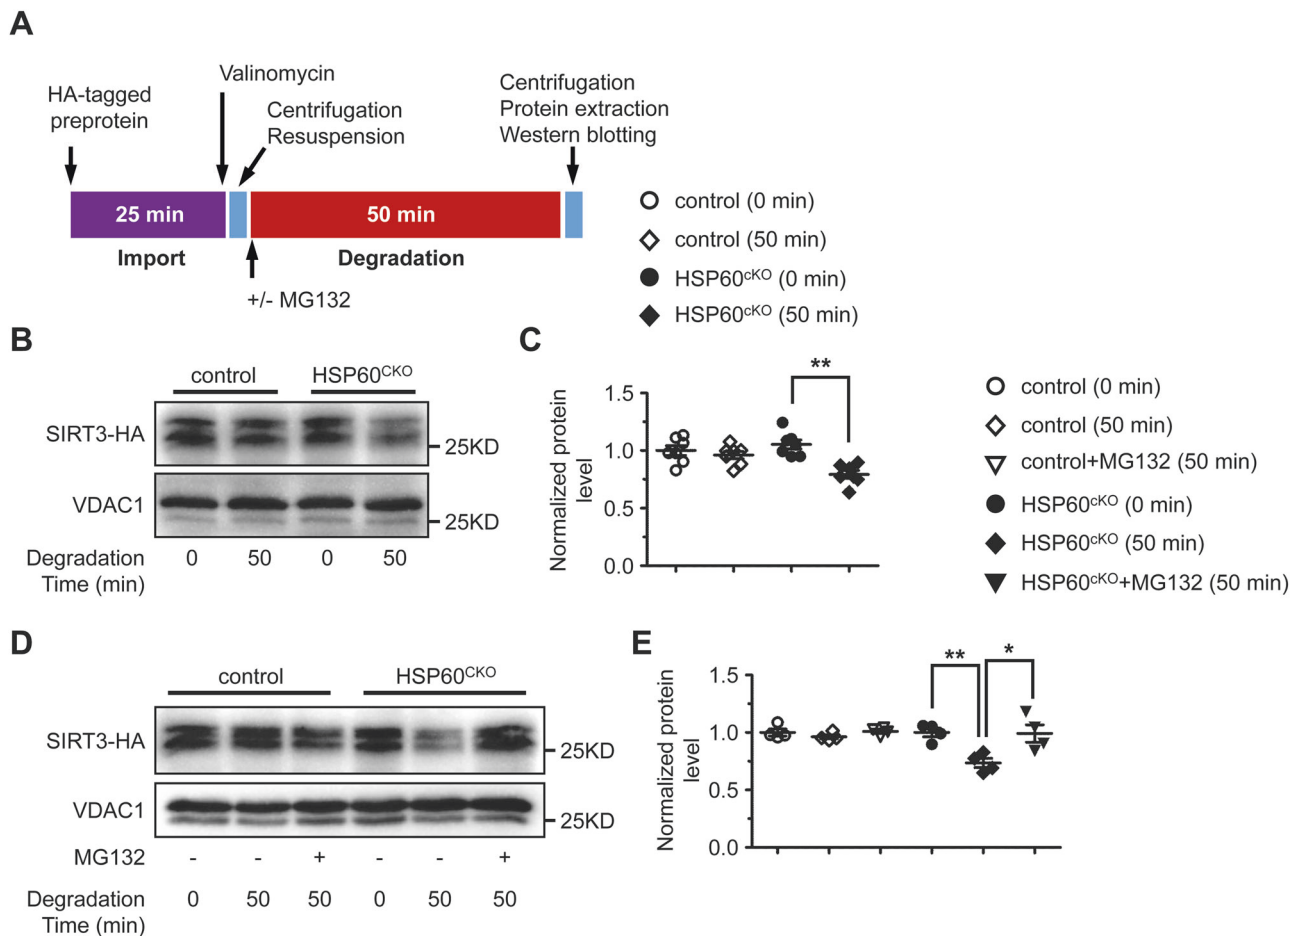 A
HA-tagged
preprotein
Valinomycin
Centrifugation
Resuspension
Centrifugation
Protein extraction
Western blotting
25 min
50 min
Import
Degradation
+/- MG132
control (0 min)
control (50 min)
HSP60cKO (0 min)
HSP60cKO (50 min)
B
control
HSP60CKO
SIRT3-HA
25KD
VDAC1
25KD
Degradation
Time (min)
0 50 0 50
C
**
Normalized protein
level
1.5
1.0
0.5
0.0
control (0 min)
control (50 min)
control+MG132 (50 min)
HSP60cKO (0 min)
HSP60cKO (50 min)
HSP60cKO+MG132 (50 min)
D
control
HSP60CKO
SIRT3-HA
25KD
VDAC1
25KD
MG132 - - + - - +
Degradation
Time (min)
0 50 50 0 50 50
E
** *
Normalized protein
level
1.5
1.0
0.5
0.0